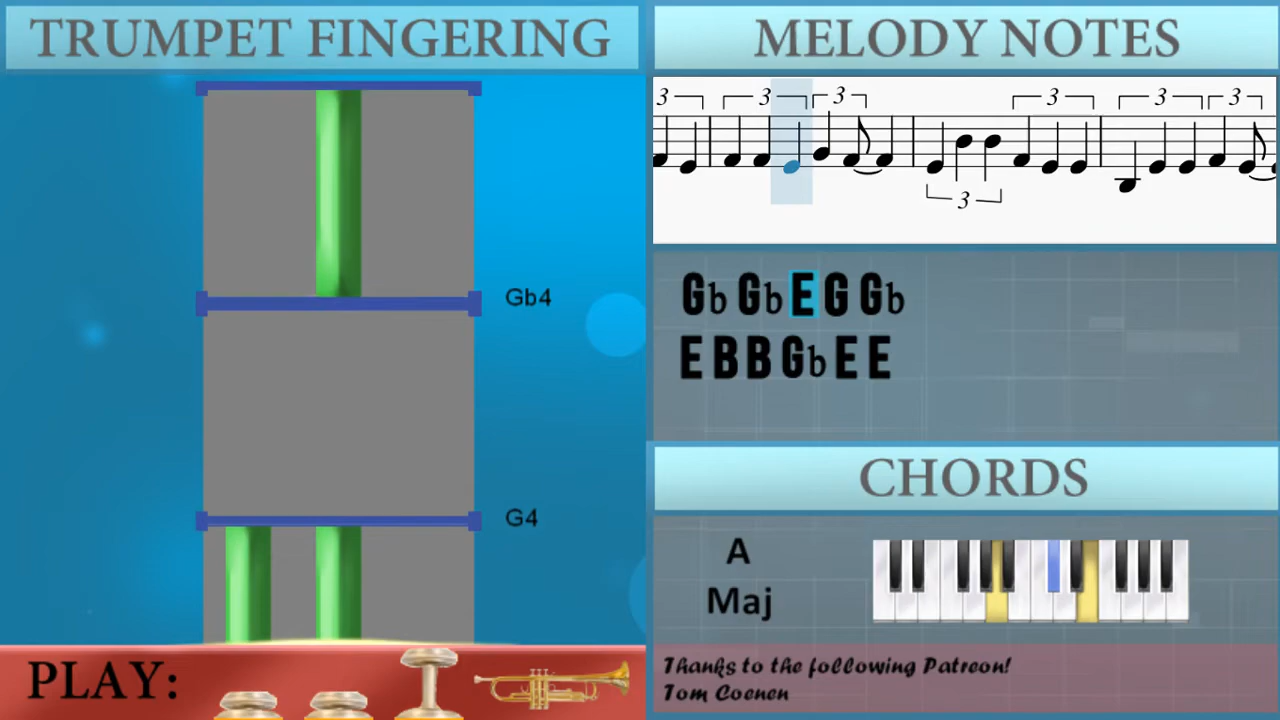 TRUMPET FINGERING
Gb4
G4
PLAY:
MELODY NOTES
3 3 3 3 3 3
3
Gb Gb E G Gb
E B B Gb E E
CHORDS
A
Maj
Thanks to the following Patreon!
Tom Coenen